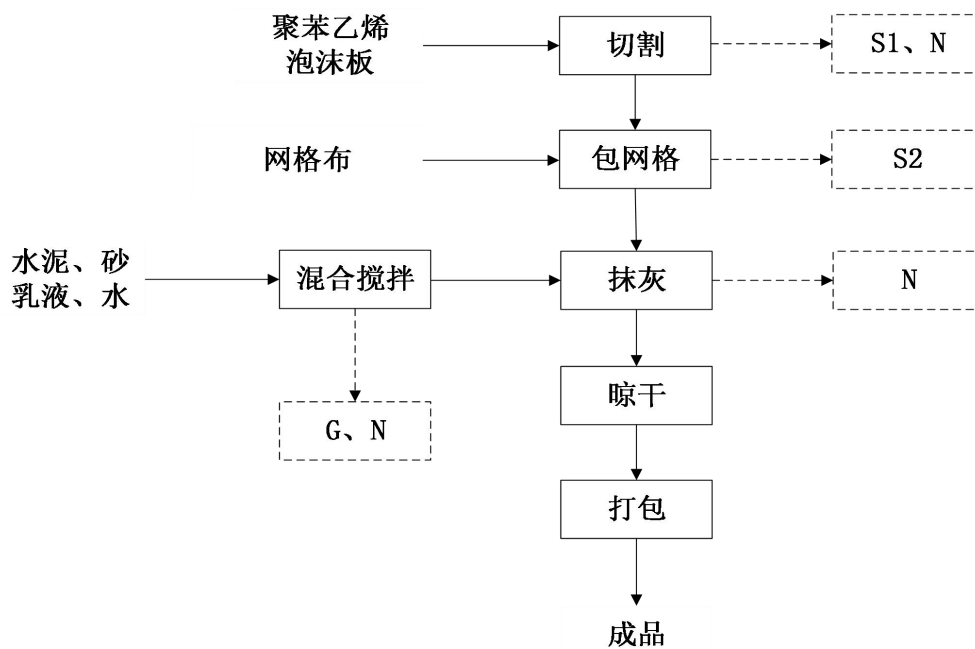 聚苯乙烯
泡沫板
切割
S1、N
网格布
包网格
S2
水泥、砂
乳液、水
混合搅拌
抹灰
N
晾干
G、N
打包
成品